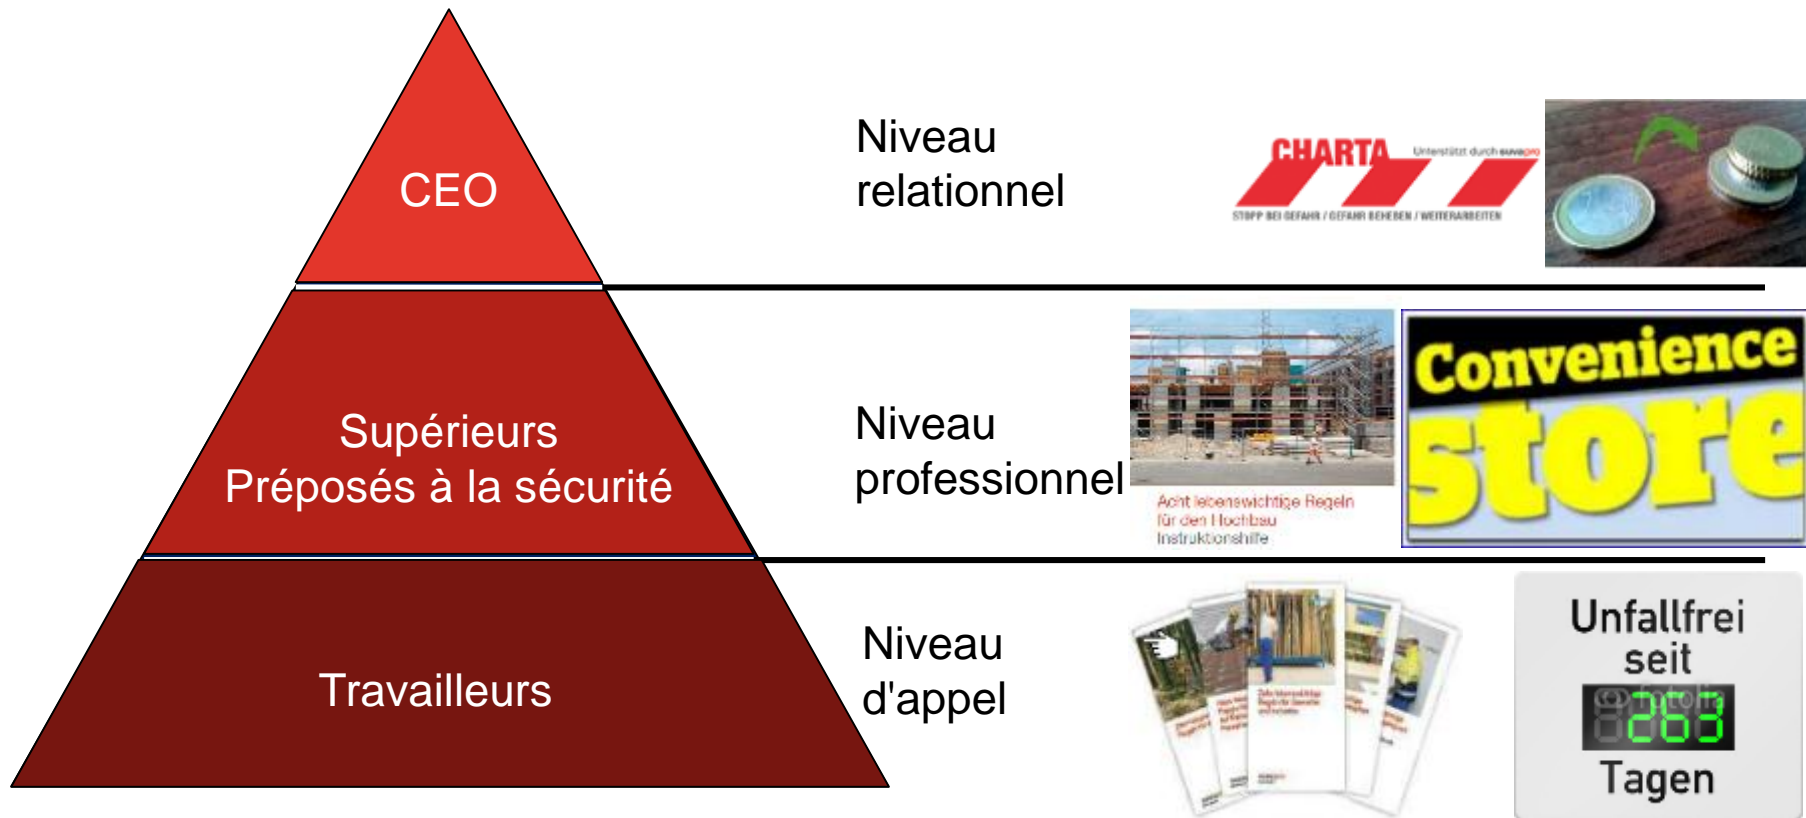 CEO
Niveau
relationnel
CHARTA
Unterstützt durch suvapro
STOPP BEI GEFAHR / GEFAHR BEHEBEN / WEITERARBEITEN
Supérieurs
Préposés à la sécurité
Niveau
professionnel
Acht lebenswichtige Regeln
für den Hochbau
Instruktionshilfe
Convenience
store
Travailleurs
Niveau
d'appel
Unfallfrei
seit
263
fotolia
Tagen